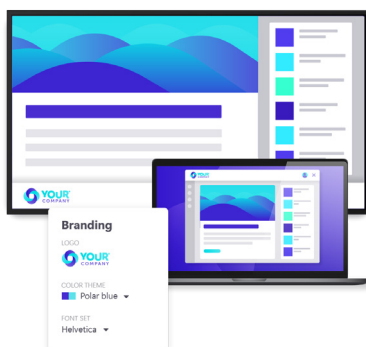 YOUR
COMPANY
Branding
LOGO
YOUR
COMPANY
COLOR THEME
Polar blue
FONT SET
Helvetica